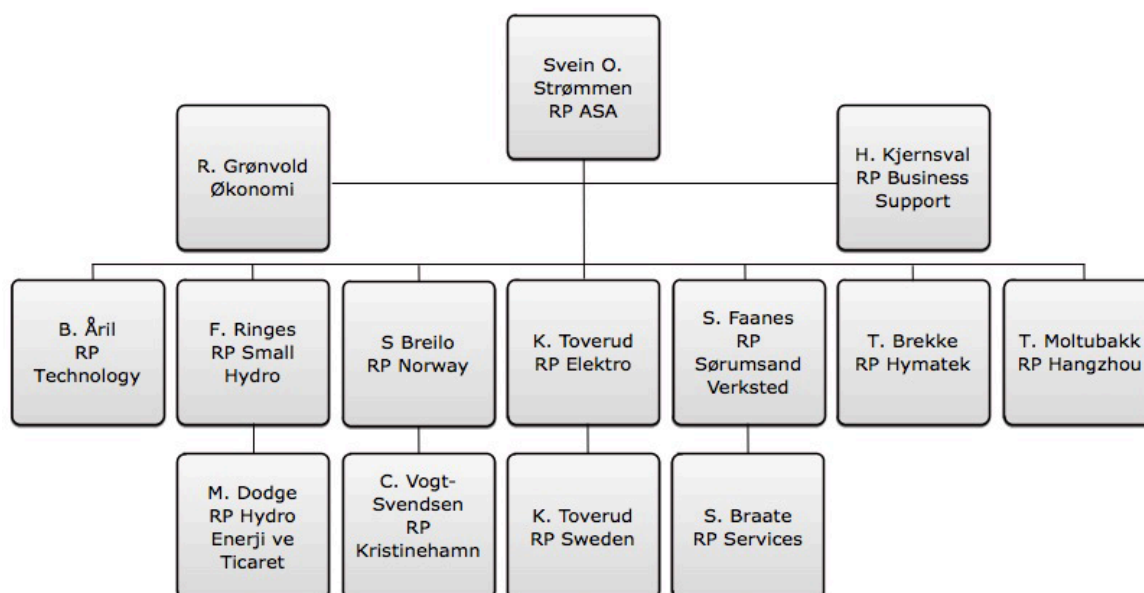 Svein O.
Strømmen
RP ASA
R. Grønvold
Økonomi
H. Kjernsval
RP Business
Support
B. Åril
RP
Technology
F. Ringes
RP Small
Hydro
S Breilo
RP Norway
K. Toverud
RP Elektro
S. Faanes
RP
Sørumsand
Verksted
T. Brekke
RP Hymatek
T. Moltubakk
RP Hangzhou
M. Dodge
RP Hydro
Enerji ve
Ticaret
C. Vogt-
Svendsen
RP
Kristinehamn
K. Toverud
RP Sweden
S. Braate
RP Services